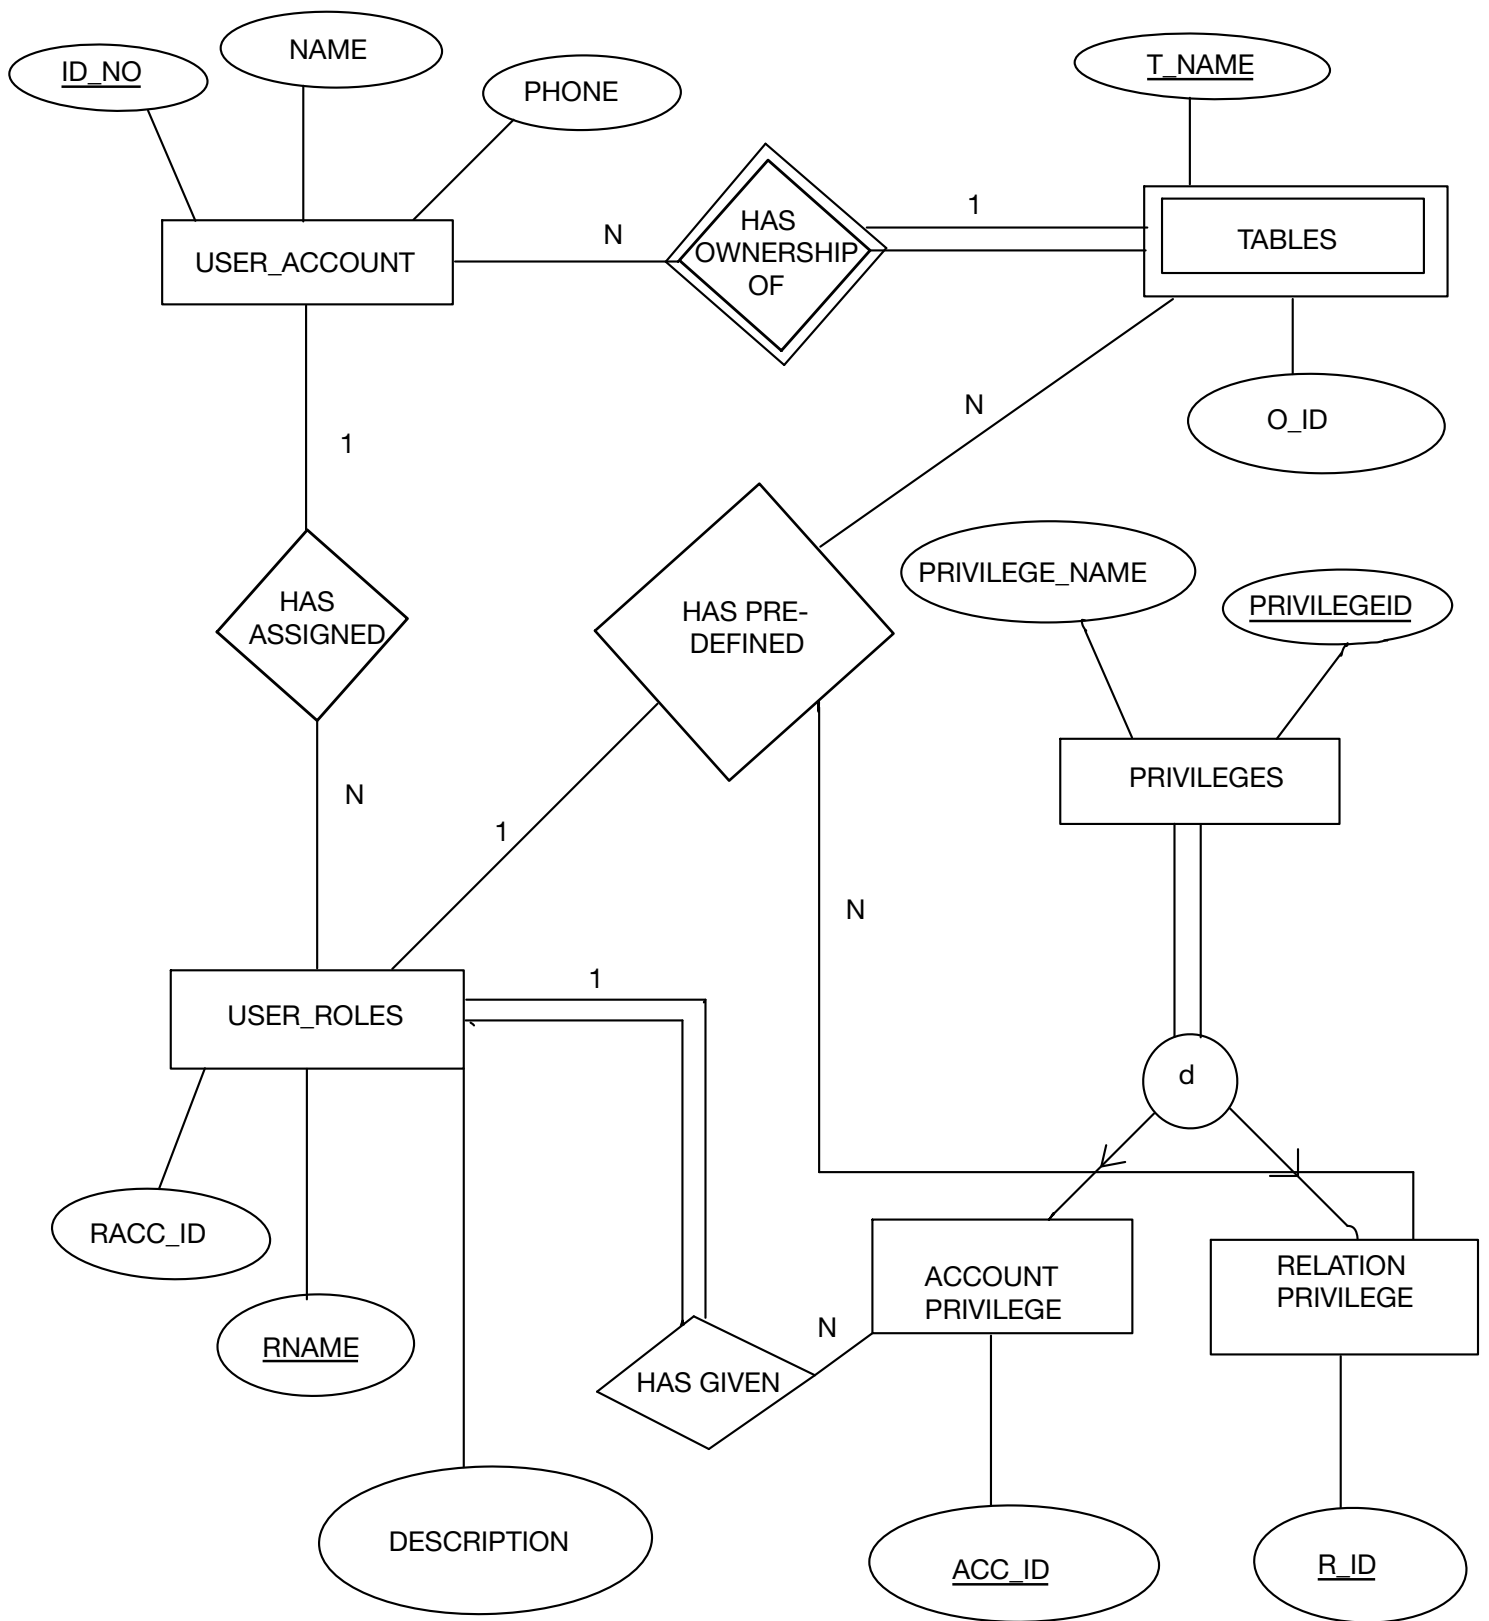 NAME
ID_NO
PHONE
T_NAME
1
N
HAS
OWNERSHIP
OF
TABLES
USER_ACCOUNT
N
O_ID
1
PRIVILEGE_NAME
PRIVILEGEID
HAS
ASSIGNED
HAS PRE-
DEFINED
PRIVILEGES
N
1
N
1
USER_ROLES
d
RACC_ID
ACCOUNT
PRIVILEGE
RELATION
PRIVILEGE
N
RNAME
HAS GIVEN
DESCRIPTION
ACC_ID
R_ID